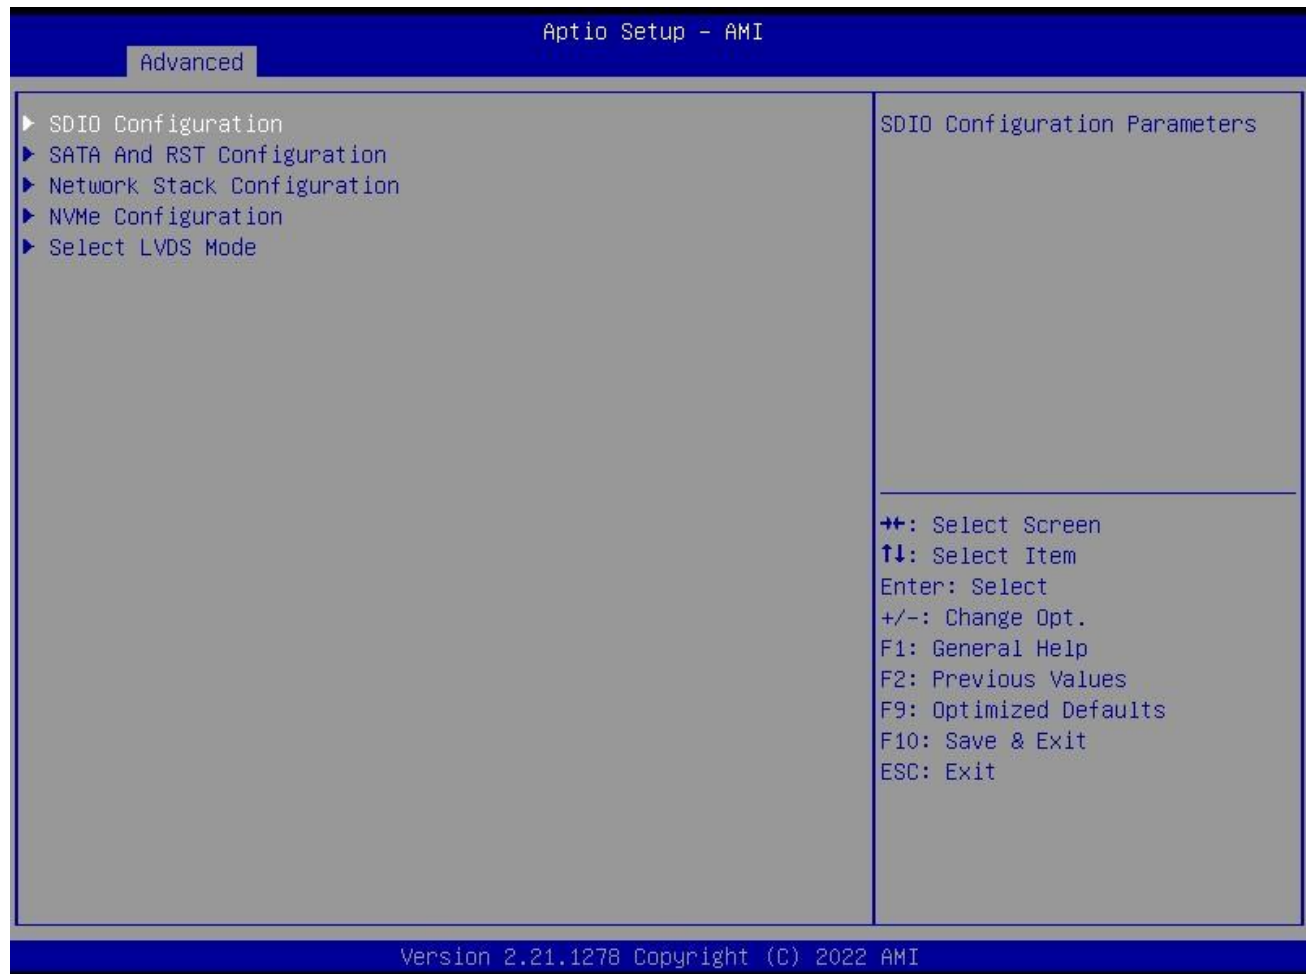 Aptio Setup – AMI
Advanced
▶ SDIO Configuration
▶ SATA And RST Configuration
▶ Network Stack Configuration
▶ NVMe Configuration
▶ Select LVDS Mode
SDIO Configuration Parameters
→←: Select Screen
↑↓: Select Item
Enter: Select
+/-: Change Opt.
F1: General Help
F2: Previous Values
F9: Optimized Defaults
F10: Save & Exit
ESC: Exit
Version 2.21.1278 Copyright (C) 2022 AMI